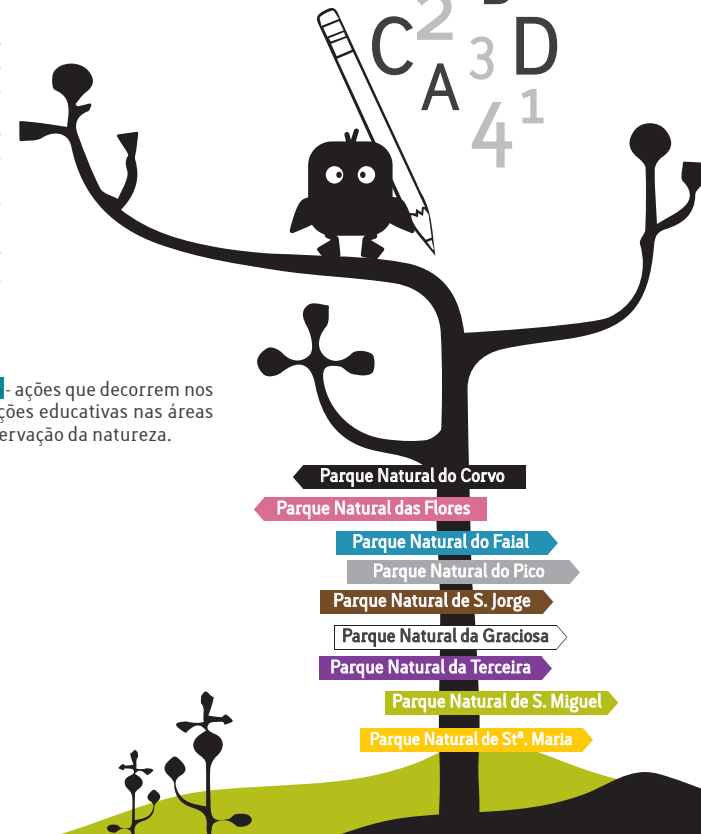 2
C
3
D
A
1
4
- ações que decorrem nos
educativas nas áreas
da natureza.
Parque Natural do Corvo
Parque Natural das Flores
Parque Natural do Faial
Parque Natural do Pico
Parque Natural de S. Jorge
Parque Natural da Graciosa
Parque Natural da Terceira
Parque Natural de S. Miguel
Parque Natural de Stª. Maria